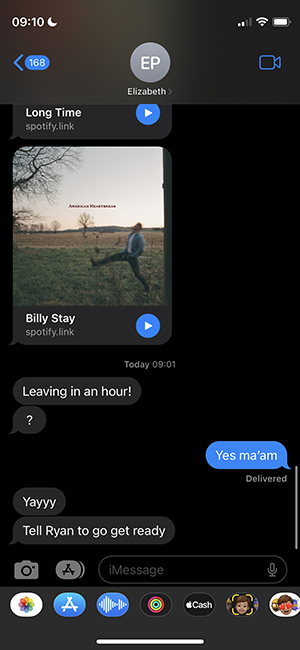 09:10
168
EP
Elizabeth
Long Time
spotify.link
AMERICAN HEARTBREAK
Billy Stay
spotify.link
Today 09:01
Leaving in an hour!
?
Yes ma’am
Delivered
Yayyy
Tell Ryan to go get ready
iMessage
Cash